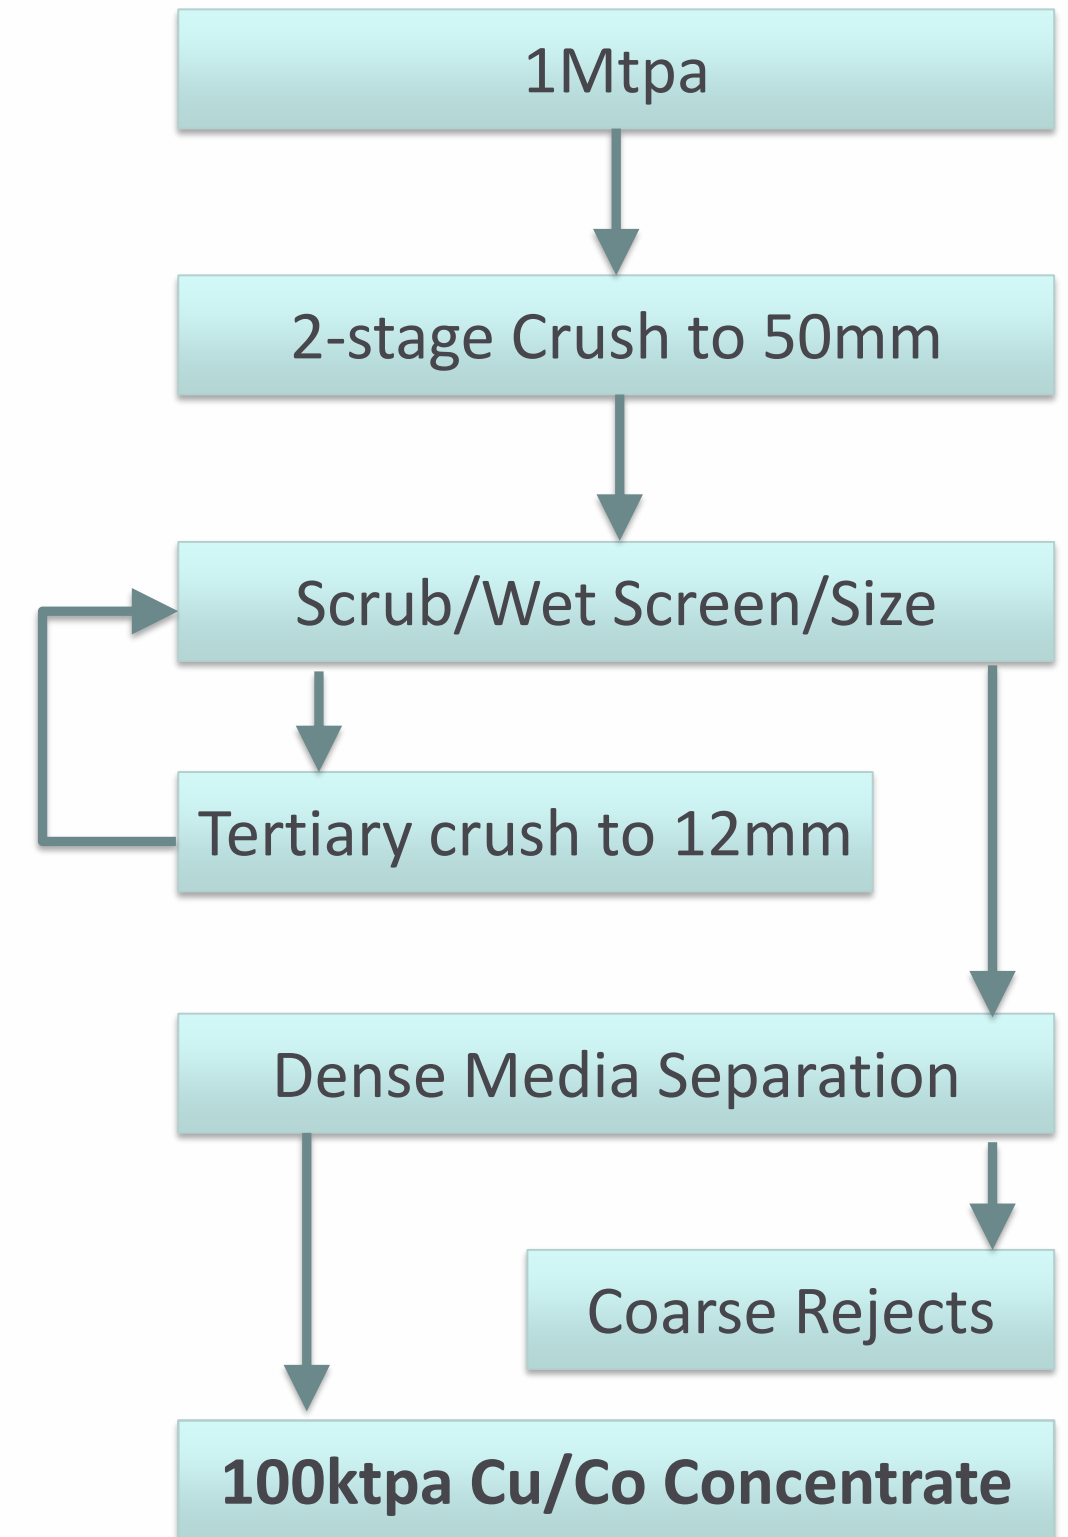 1Mtpa
2-stage Crush to 50mm
Scrub/Wet Screen/Size
Tertiary crush to 12mm
Dense Media Separation
Coarse Rejects
100ktpa Cu/Co Concentrate